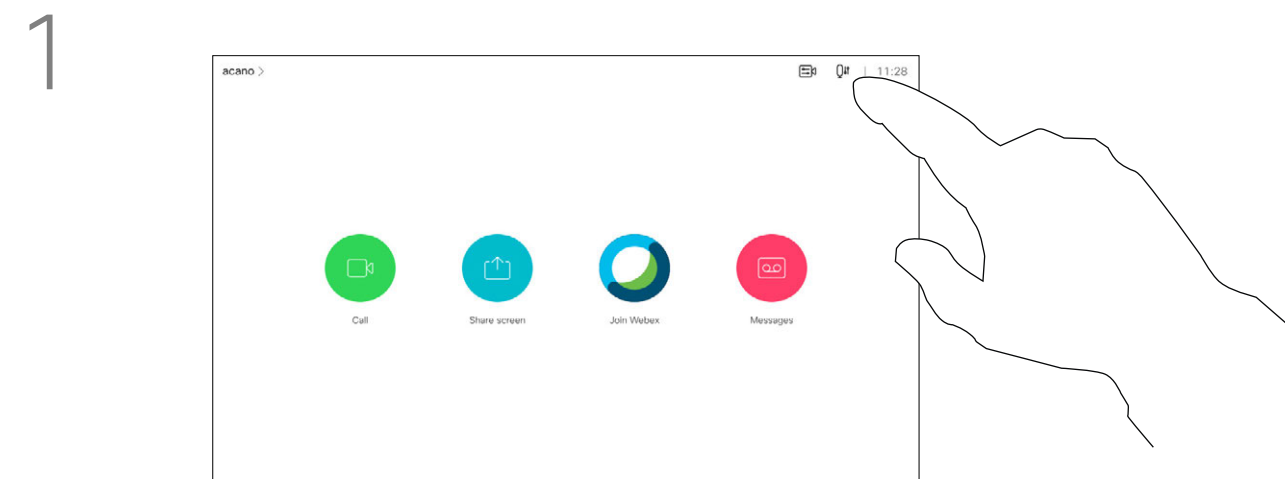 1
acano >
11:28
Call
Share screen
Join Webex
Messages